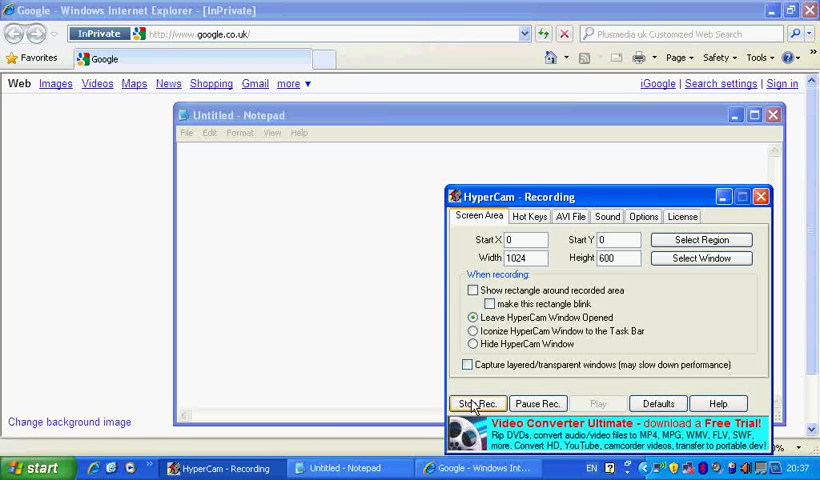 Google - Windows Internet Explorer - [InPrivate]
InPrivate http://www.google.co.uk/ Plusmedia uk Customized Web Search
Favorites Google Page Safety Tools
Web Images Videos Maps News Shopping Gmail more ▼ iGoogle | Search settings | Sign in
Untitled - Notepad
File Edit Format View Help
HyperCam - Recording
Screen Area Hot Keys AVI File Sound Options License
Start X 0 Start Y 0 Select Region
Width 1024 Height 600 Select Window
When recording:
Show rectangle around recorded area
make this rectangle blink
Leave HyperCam Window Opened
Iconize HyperCam Window to the Task Bar
Hide HyperCam Window
Capture layered/transparent windows (may slow down performance)
Stop Rec. Pause Rec. Play Defaults Help
Change background image
Video Converter Ultimate - download a Free Trial!
Rip DVDs, convert audio/video files to MP4, MPG, WMV, FLV, SWF,
more. Convert HD, YouTube, camcorder videos, transfer to portable dev!
start HyperCam - Recording Untitled - Notepad Google - Windows Int... EN 20:37